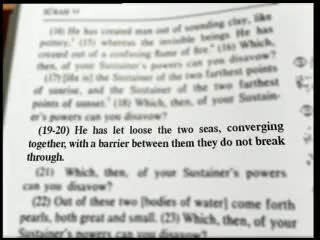 SŪRAH 55
(14) He has created man out of sounding clay, like
pottery, (15) whereas the invisible beings He has
created out of a confusing flame of fire. (16) Which,
then, of your Sustainer's powers can you disavow?
(17) [He is] the Sustainer of the two farthest points
of sunrise, and the Sustainer of the two farthest
points of sunset. (18) Which, then, of your Sustain-
er's powers can you disavow?
(19-20) He has let loose the two seas, converging
together, with a barrier between them they do not break
through.
(21) Which, then, of your Sustainer's powers
can you disavow?
(22) Out of these two [bodies of water] come forth
pearls, both great and small. (23) Which, then, of your
Sustainer's powers can you disavow?